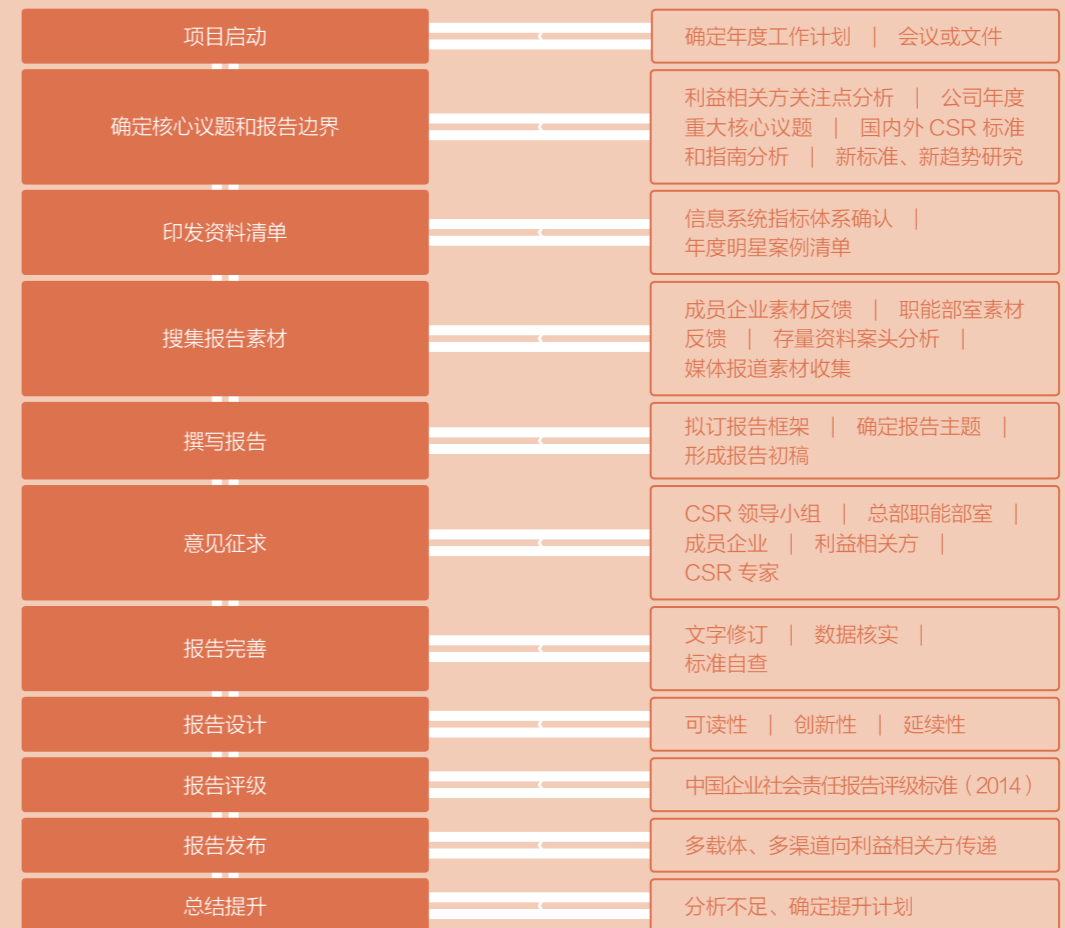 项目启动
确定年度工作计划 | 会议或文件
确定核心议题和报告边界
利益相关方关注点分析 | 公司年度
重大核心议题 | 国内外 CSR 标准
和指南分析 | 新标准、新趋势研究
印发资料清单
信息系统指标体系确认 |
年度明星案例清单
搜集报告素材
成员企业素材反馈 | 职能部室素材
反馈 | 存量资料案头分析 |
媒体报道素材收集
撰写报告
拟订报告框架 | 确定报告主题 |
形成报告初稿
意见征求
CSR 领导小组 | 总部职能部室 |
成员企业 | 利益相关方 |
CSR 专家
报告完善
文字修订 | 数据核实 |
标准自查
报告设计
可读性 | 创新性 | 延续性
报告评级
中国企业社会责任报告评级标准（2014）
报告发布
多载体、多渠道向利益相关方传递
总结提升
分析不足、确定提升计划